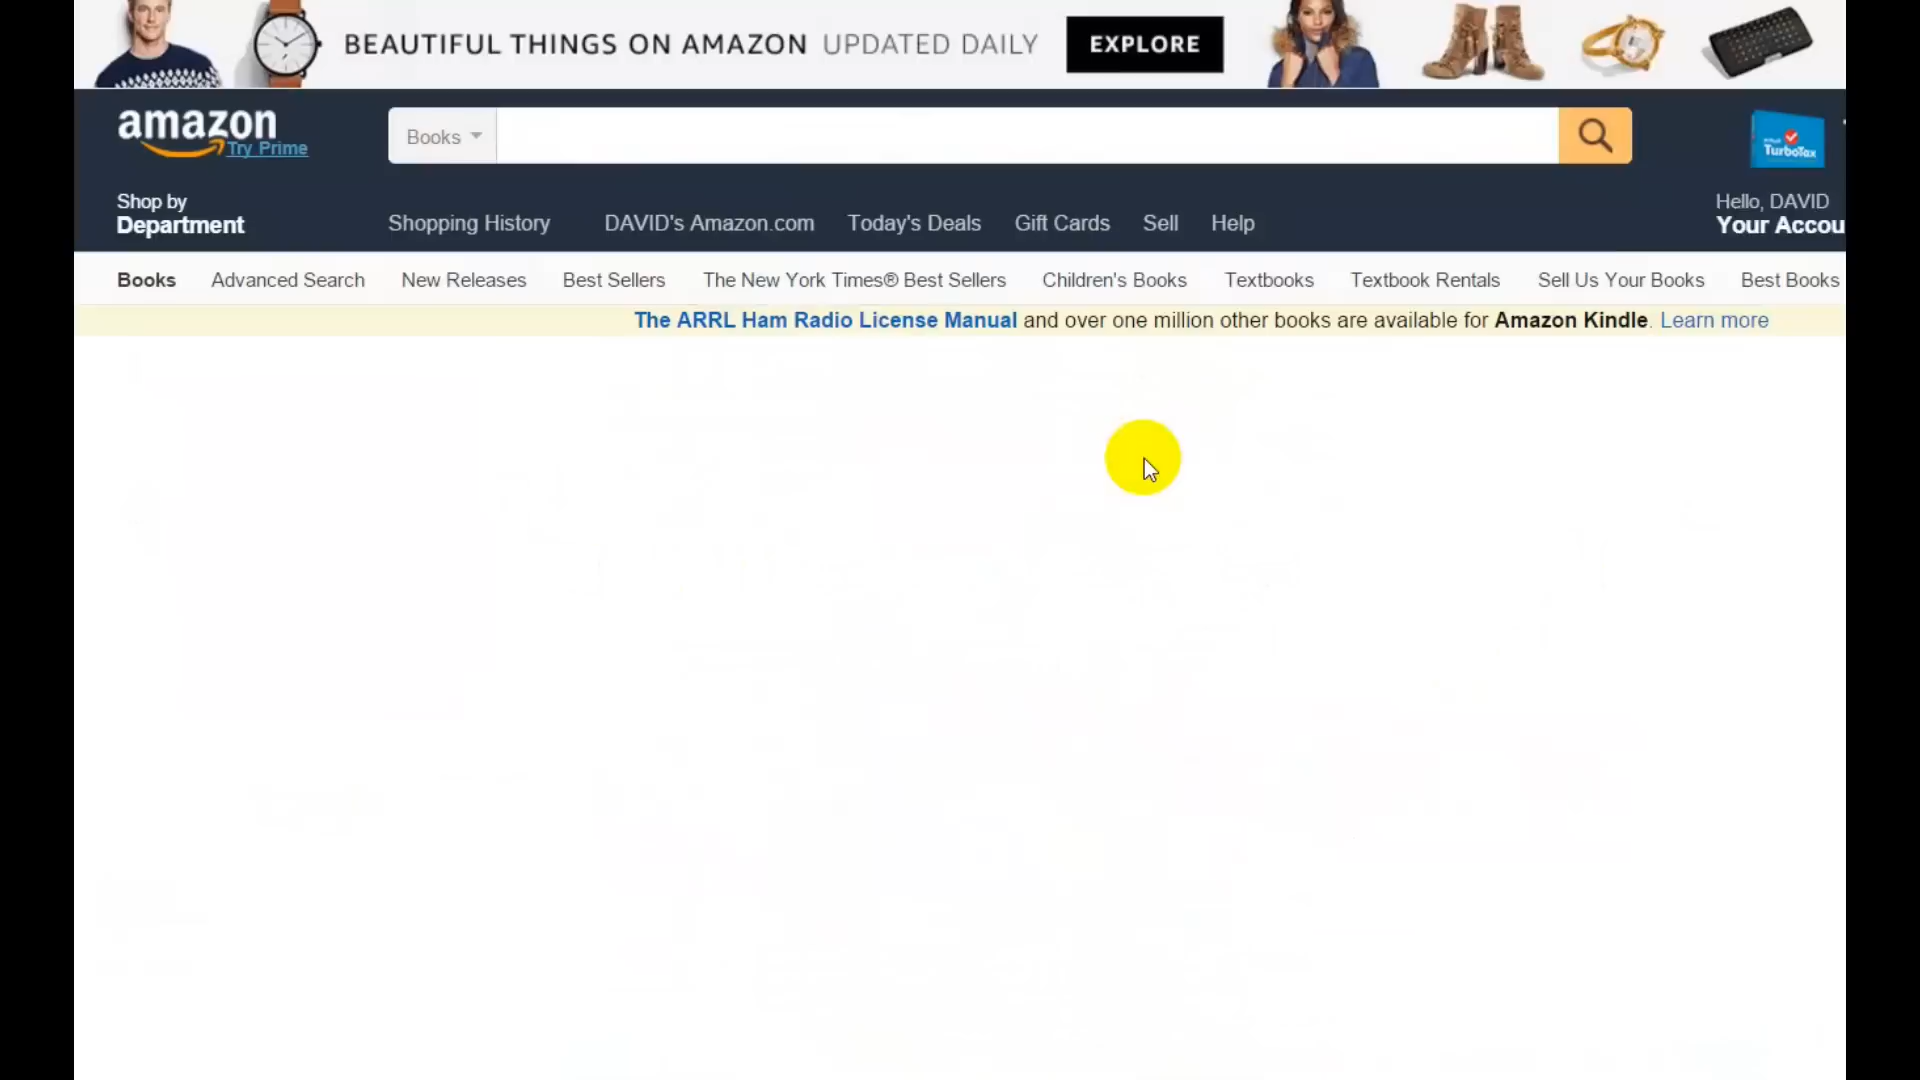 BEAUTIFUL THINGS ON AMAZON UPDATED DAILY EXPLORE
amazon
Try Prime
Books
TurboTax
Shop by
Department
Shopping History DAVID's Amazon.com Today's Deals Gift Cards Sell Help
Hello, DAVID
Your Accou
Books Advanced Search New Releases Best Sellers The New York Times® Best Sellers Children's Books Textbooks Textbook Rentals Sell Us Your Books Best Books
The ARRL Ham Radio License Manual and over one million other books are available for Amazon Kindle. Learn more